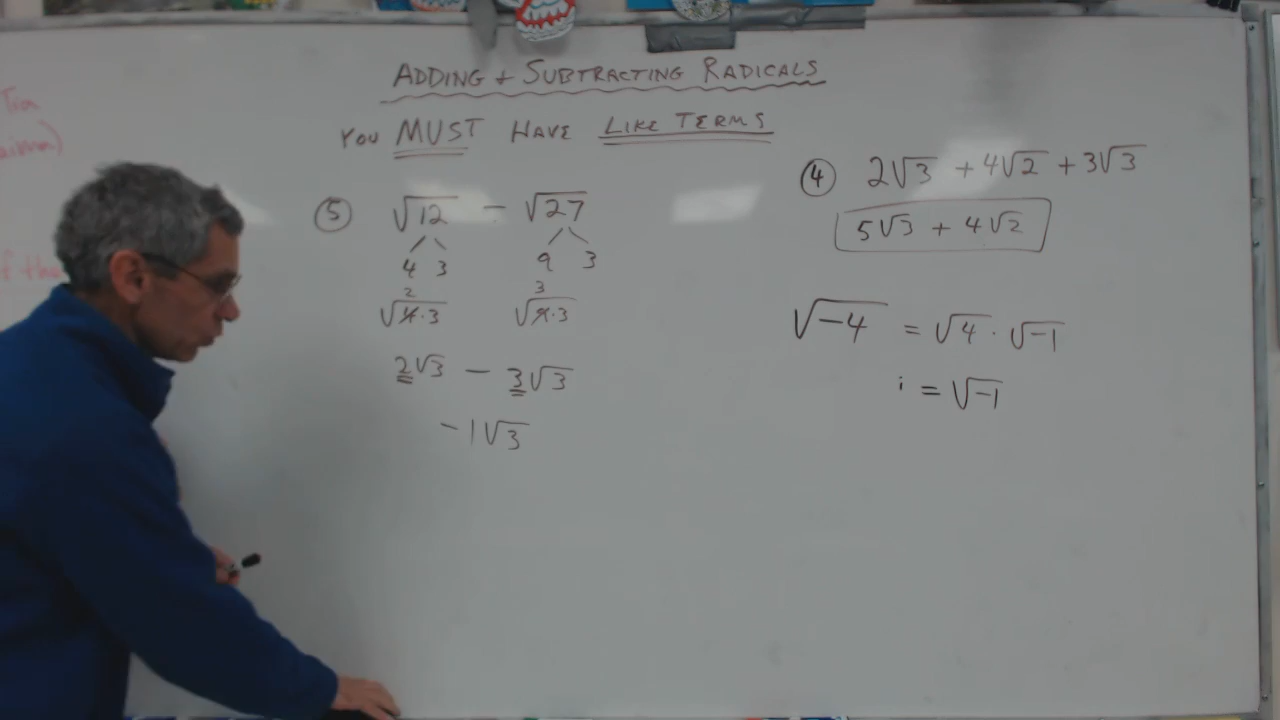 ADDING + SUBTRACTING RADICALS
YOU MUST HAVE LIKE TERMS
⑤ √12 - √27
4 3 9 3
2 3
√4·3 √9·3
2√3 - 3√3
-1√3
④ 2√3 + 4√2 + 3√3
5√3 + 4√2
√-4 = √4 · √-1
i = √-1